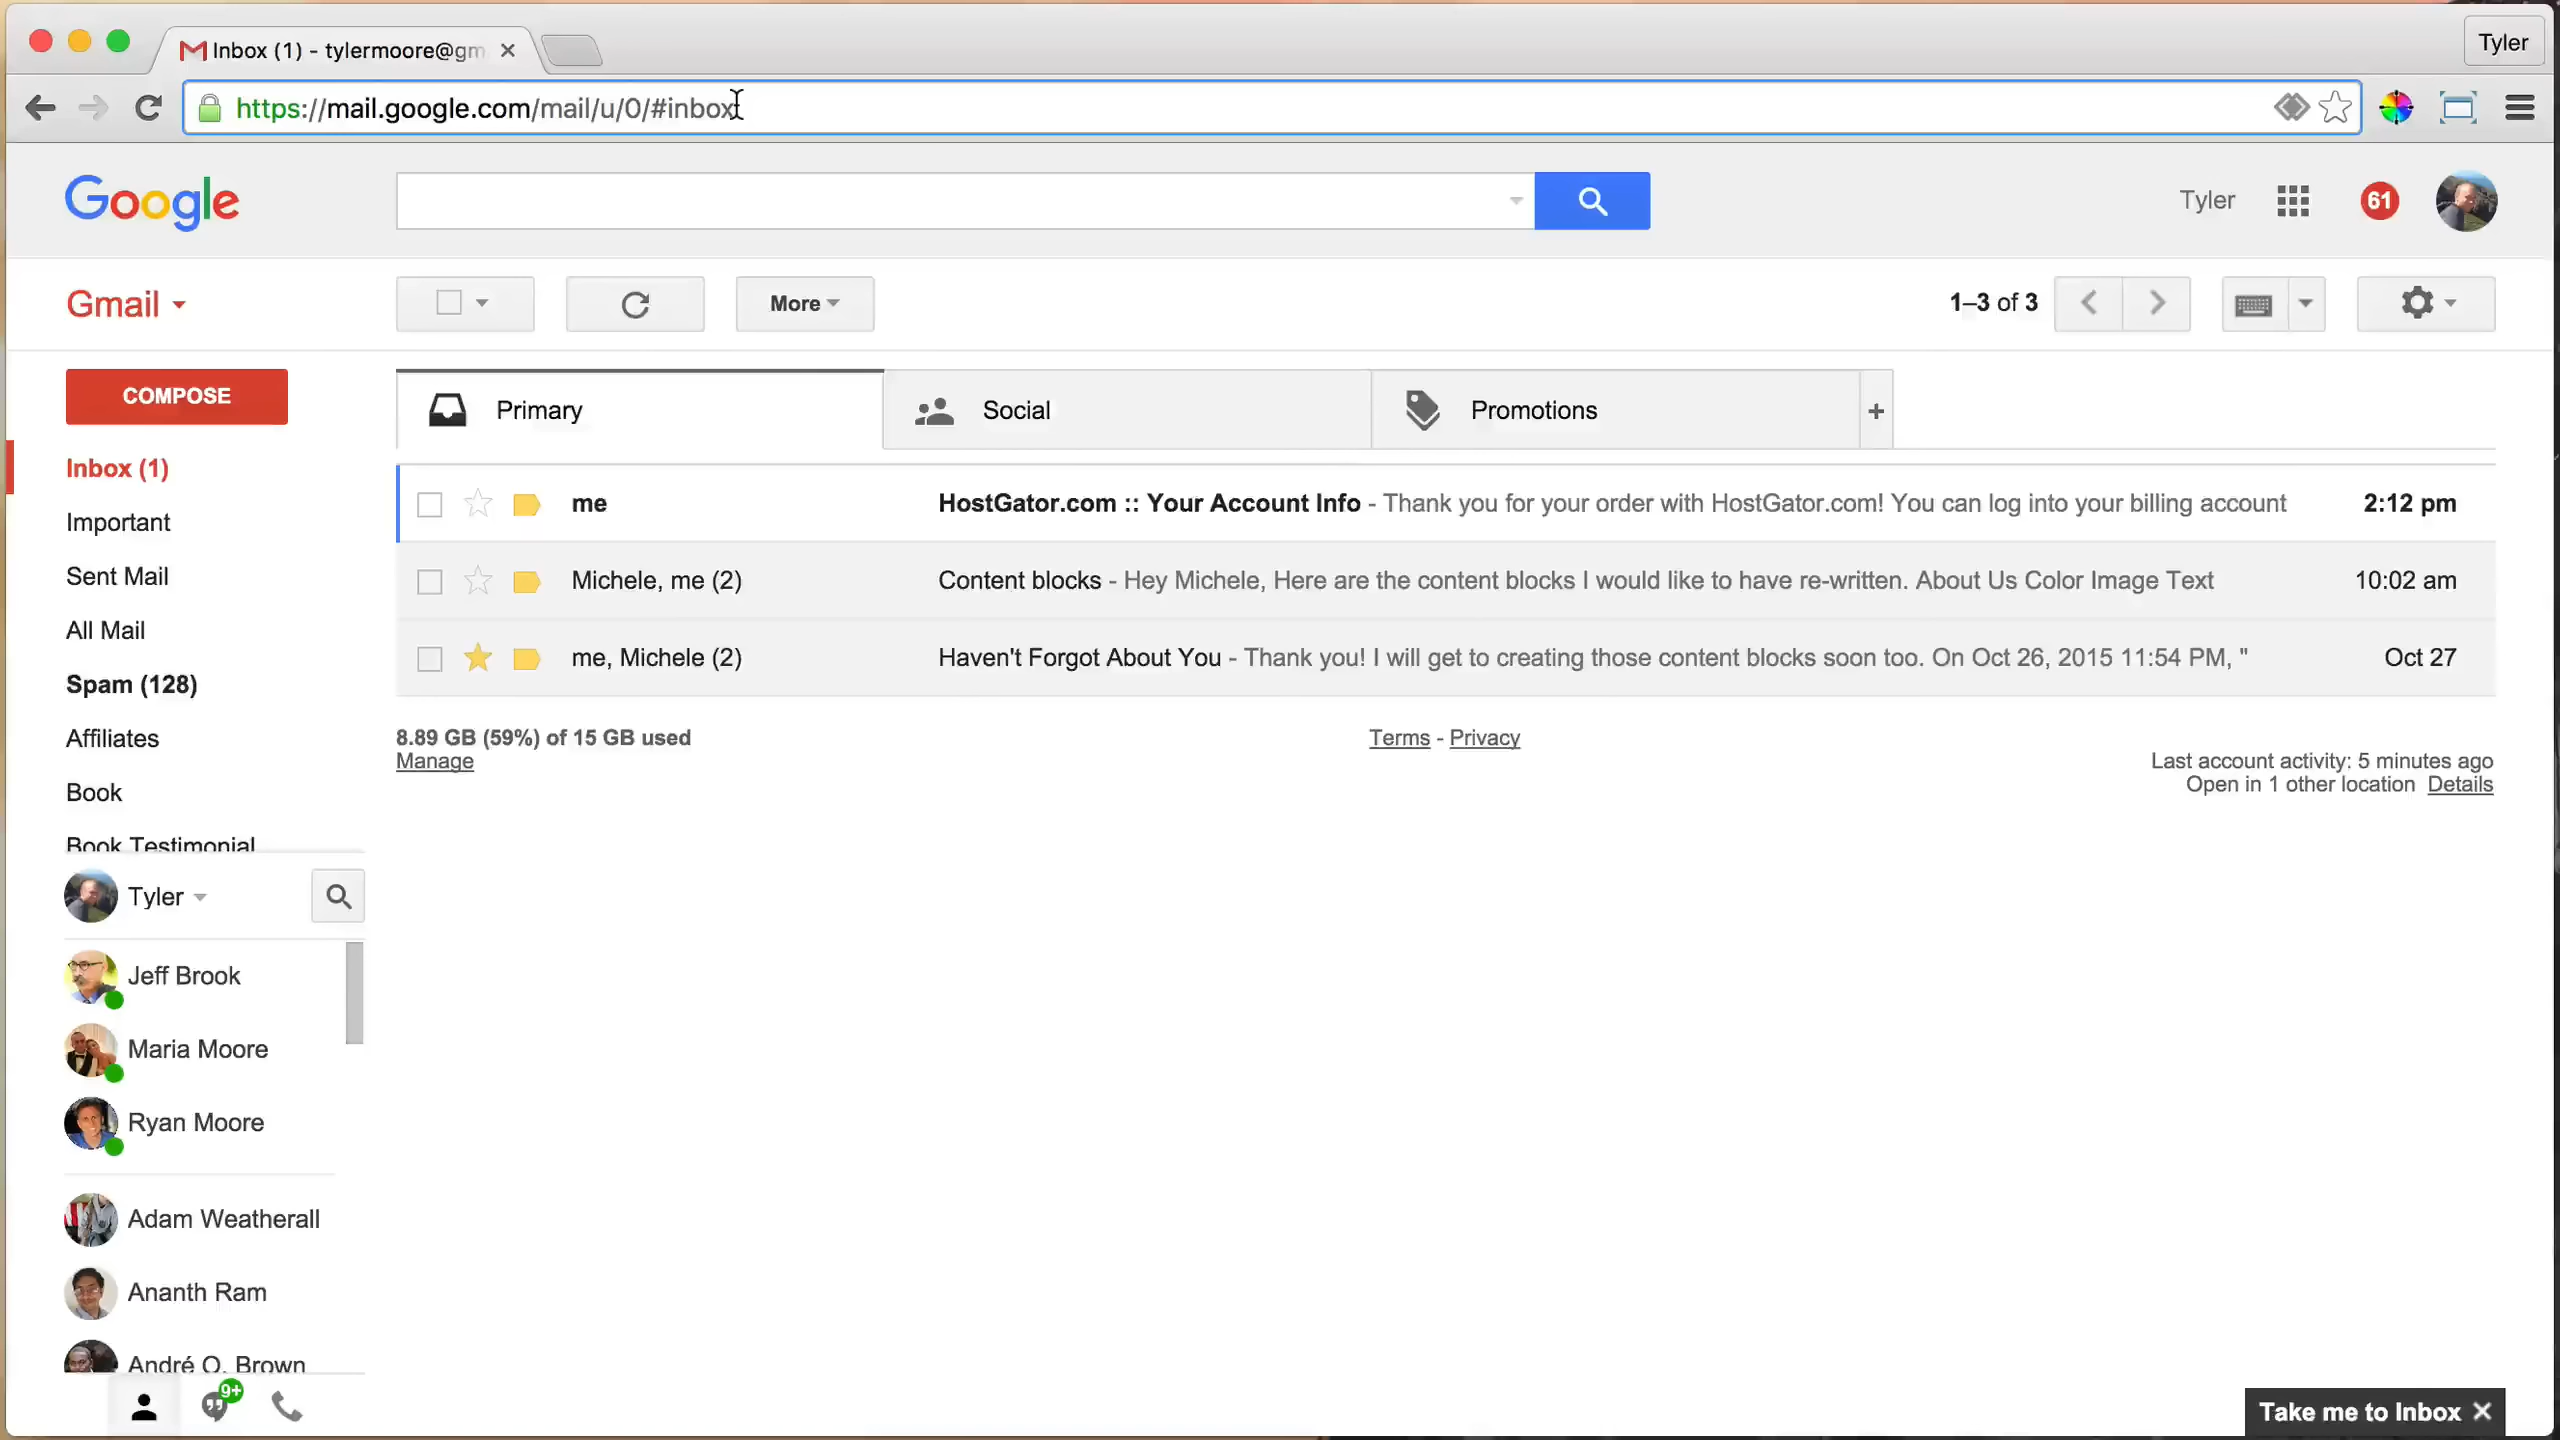 Inbox (1) - tylermoore@gm
Tyler
https://mail.google.com/mail/u/0/#inbox
Google
Tyler
61
Gmail
More
1–3 of 3
COMPOSE
Primary
Social
Promotions
+
Inbox (1)
Important
Sent Mail
All Mail
Spam (128)
Affiliates
Book
Book Testimonial
me HostGator.com :: Your Account Info - Thank you for your order with HostGator.com! You can log into your billing account 2:12 pm
Michele, me (2) Content blocks - Hey Michele, Here are the content blocks I would like to have re-written. About Us Color Image Text 10:02 am
me, Michele (2) Haven't Forgot About You - Thank you! I will get to creating those content blocks soon too. On Oct 26, 2015 11:54 PM, " Oct 27
8.89 GB (59%) of 15 GB used
Manage
Terms - Privacy
Last account activity: 5 minutes ago
Open in 1 other location Details
Tyler
Jeff Brook
Maria Moore
Ryan Moore
Adam Weatherall
Ananth Ram
André O. Brown
9+
Take me to Inbox